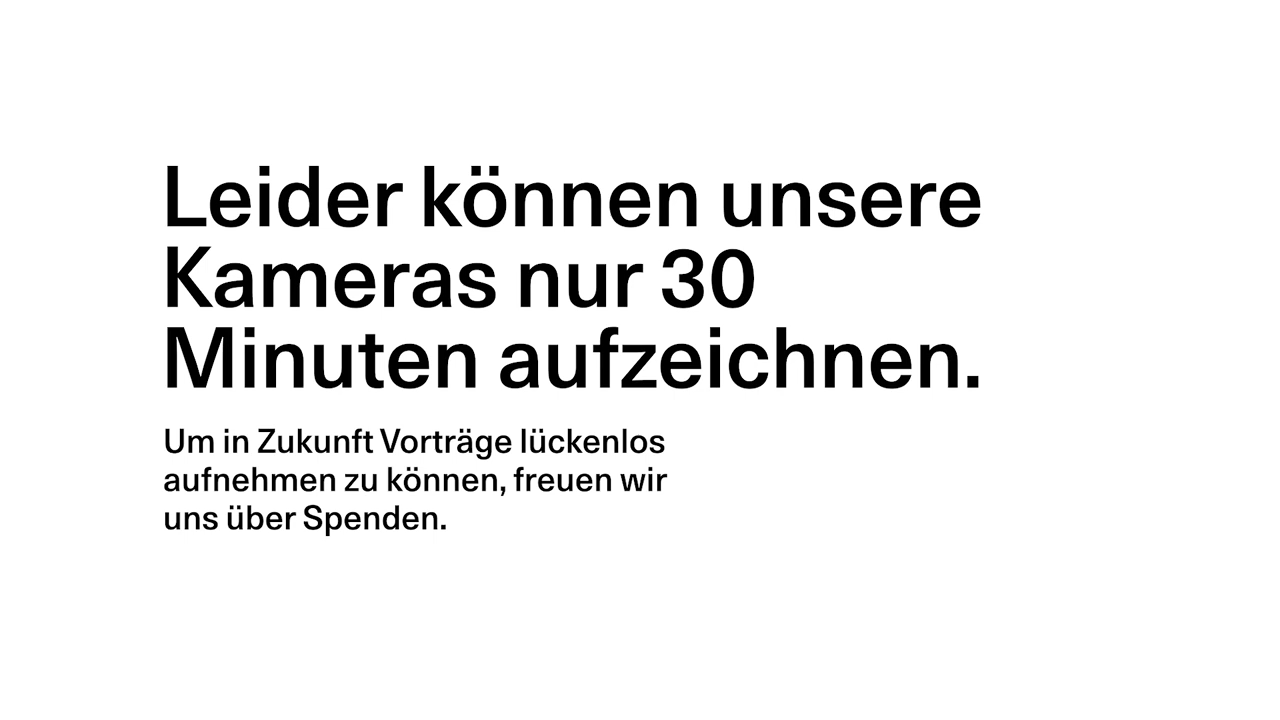 Leider können unsere
Kameras nur 30
Minuten aufzeichnen.
Um in Zukunft Vorträge lückenlos
aufnehmen zu können, freuen wir
uns über Spenden.